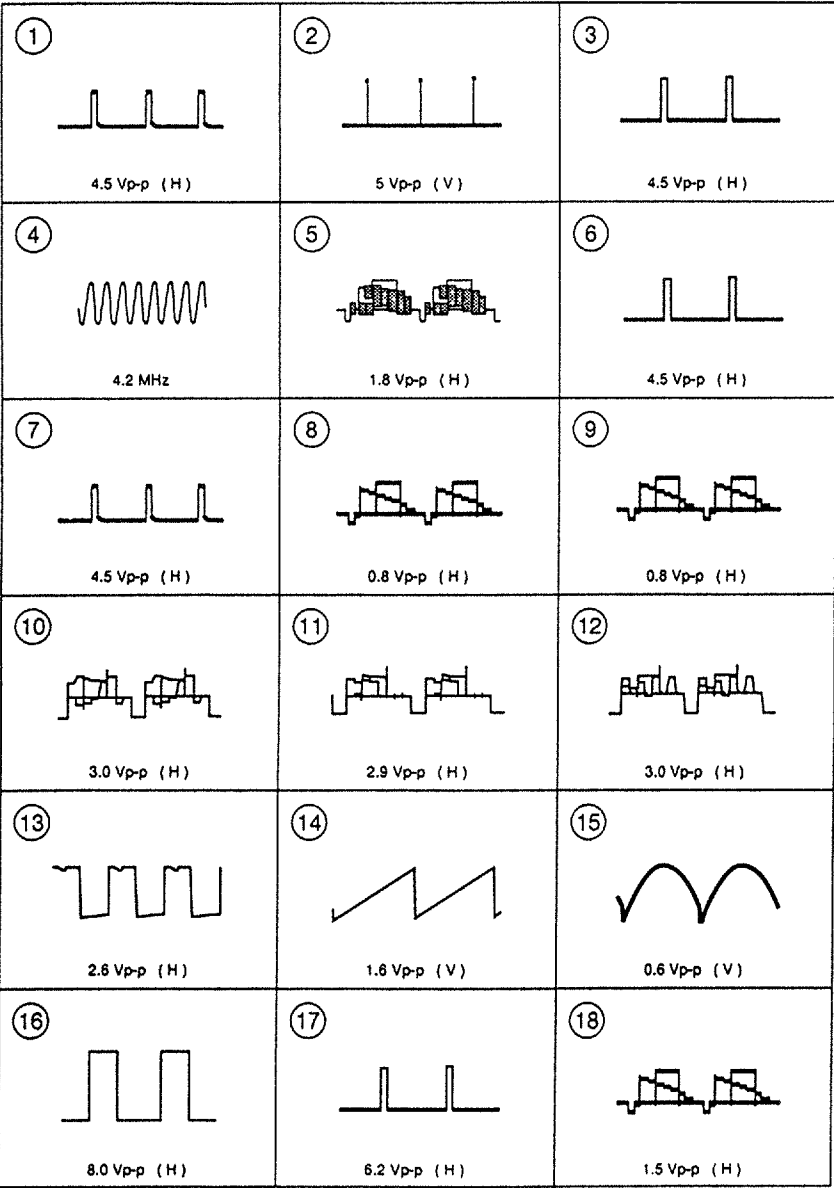 1 2 3
4.5 Vp-p (H) 5 Vp-p (V) 4.5 Vp-p (H)
4 5 6
4.2 MHz 1.8 Vp-p (H) 4.5 Vp-p (H)
7 8 9
4.5 Vp-p (H) 0.8 Vp-p (H) 0.8 Vp-p (H)
10 11 12
3.0 Vp-p (H) 2.9 Vp-p (H) 3.0 Vp-p (H)
13 14 15
2.6 Vp-p (H) 1.6 Vp-p (V) 0.6 Vp-p (V)
16 17 18
8.0 Vp-p (H) 6.2 Vp-p (H) 1.5 Vp-p (H)